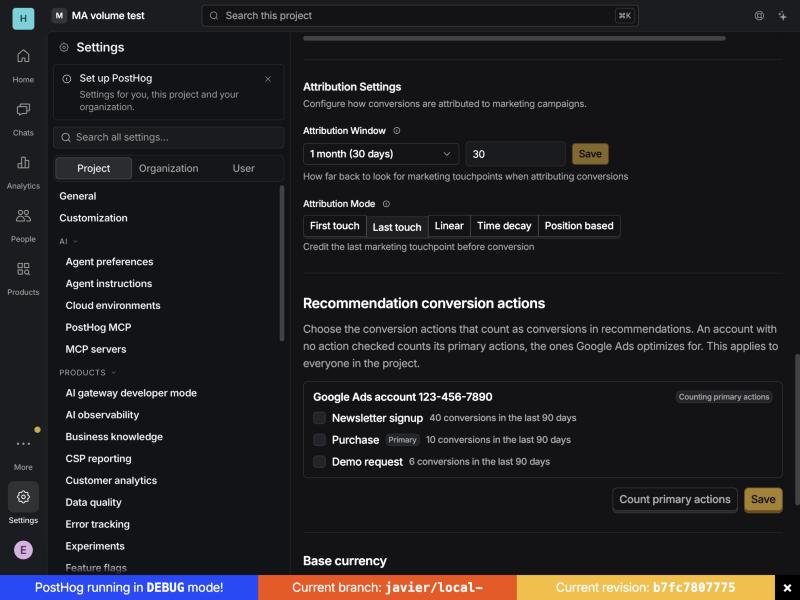 H
M MA volume test
Search this project
⌘K
Home
Chats
Analytics
People
Products
More
Settings
E
Settings
Set up PostHog
Settings for you, this project and your
organization.
Search all settings...
Project
Organization
User
General
Customization
AI
Agent preferences
Agent instructions
Cloud environments
PostHog MCP
MCP servers
PRODUCTS
AI gateway developer mode
AI observability
Business knowledge
CSP reporting
Customer analytics
Data quality
Error tracking
Experiments
Feature flags
Attribution Settings
Configure how conversions are attributed to marketing campaigns.
Attribution Window
1 month (30 days)
30
Save
How far back to look for marketing touchpoints when attributing conversions
Attribution Mode
First touch
Last touch
Linear
Time decay
Position based
Credit the last marketing touchpoint before conversion
Recommendation conversion actions
Choose the conversion actions that count as conversions in recommendations. An account with
no action checked counts its primary actions, the ones Google Ads optimizes for. This applies to
everyone in the project.
Google Ads account 123-456-7890
Counting primary actions
Newsletter signup 40 conversions in the last 90 days
Purchase Primary 10 conversions in the last 90 days
Demo request 6 conversions in the last 90 days
Count primary actions
Save
Base currency
PostHog running in DEBUG mode!
Current branch: javier/local-
Current revision: b7fc7807775